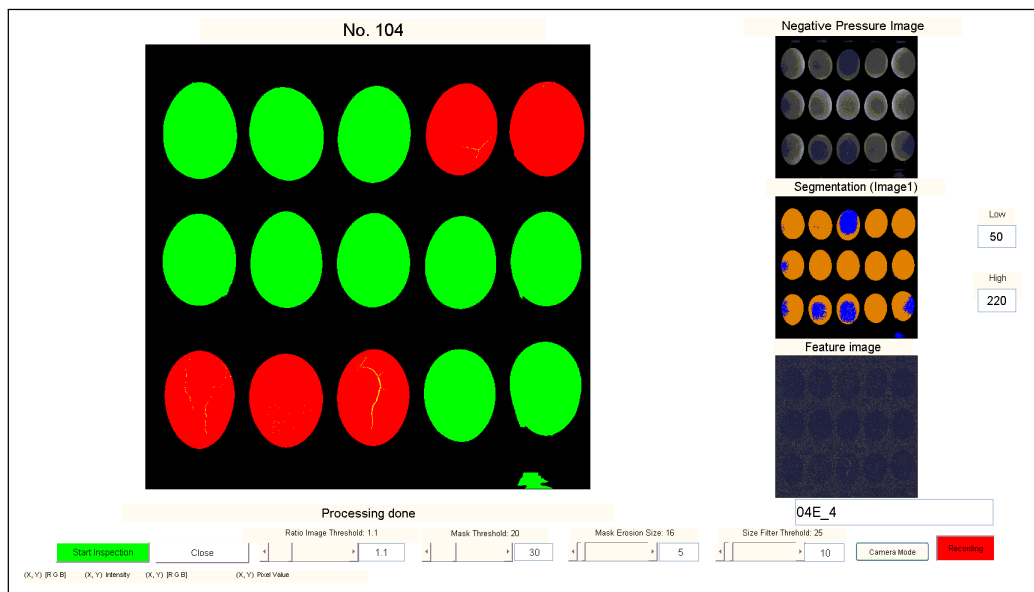 No. 104
Negative Pressure Image
Segmentation (Image1)
Low
50
High
220
Feature image
04E_4
Processing done
Ratio Image Threshold: 1.1
Mask Threshold: 20
Mask Erosion Size: 16
Size Filter Threshold: 25
Start Inspection
Close
1.1
30
5
10
Camera Mode
Recording
(X, Y) [R G B]
(X, Y) Intensity
(X, Y) [R G B]
(X, Y) Pixel Value